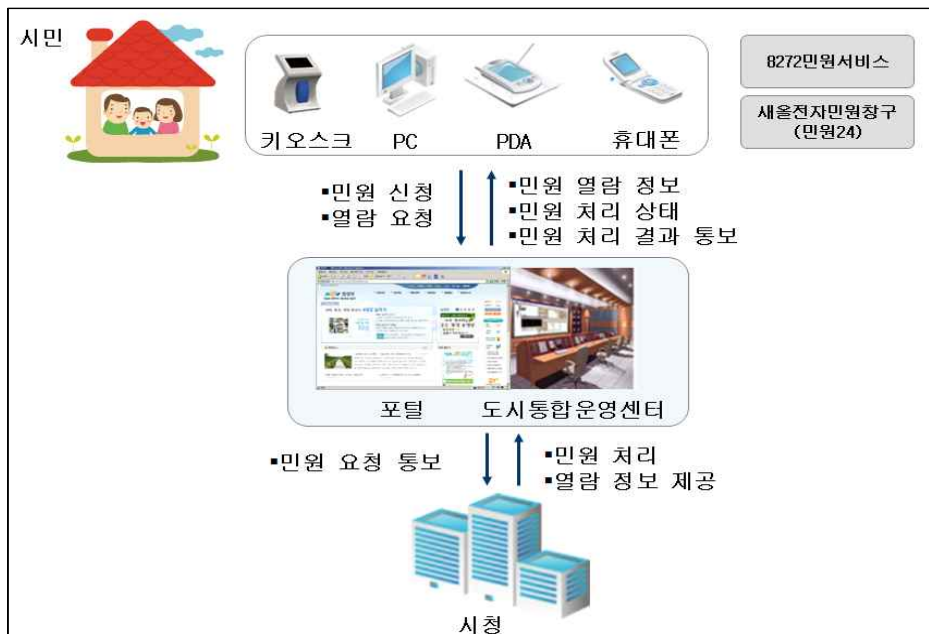 시민
키오스크
PC
PDA
휴대폰
8272민원서비스
새올전자민원창구
(민원24)
▪민원 신청
▪열람 요청
▪민원 열람 정보
▪민원 처리 상태
▪민원 처리 결과 통보
포털
도시통합운영센터
▪민원 요청 통보
▪민원 처리
▪열람 정보 제공
시청